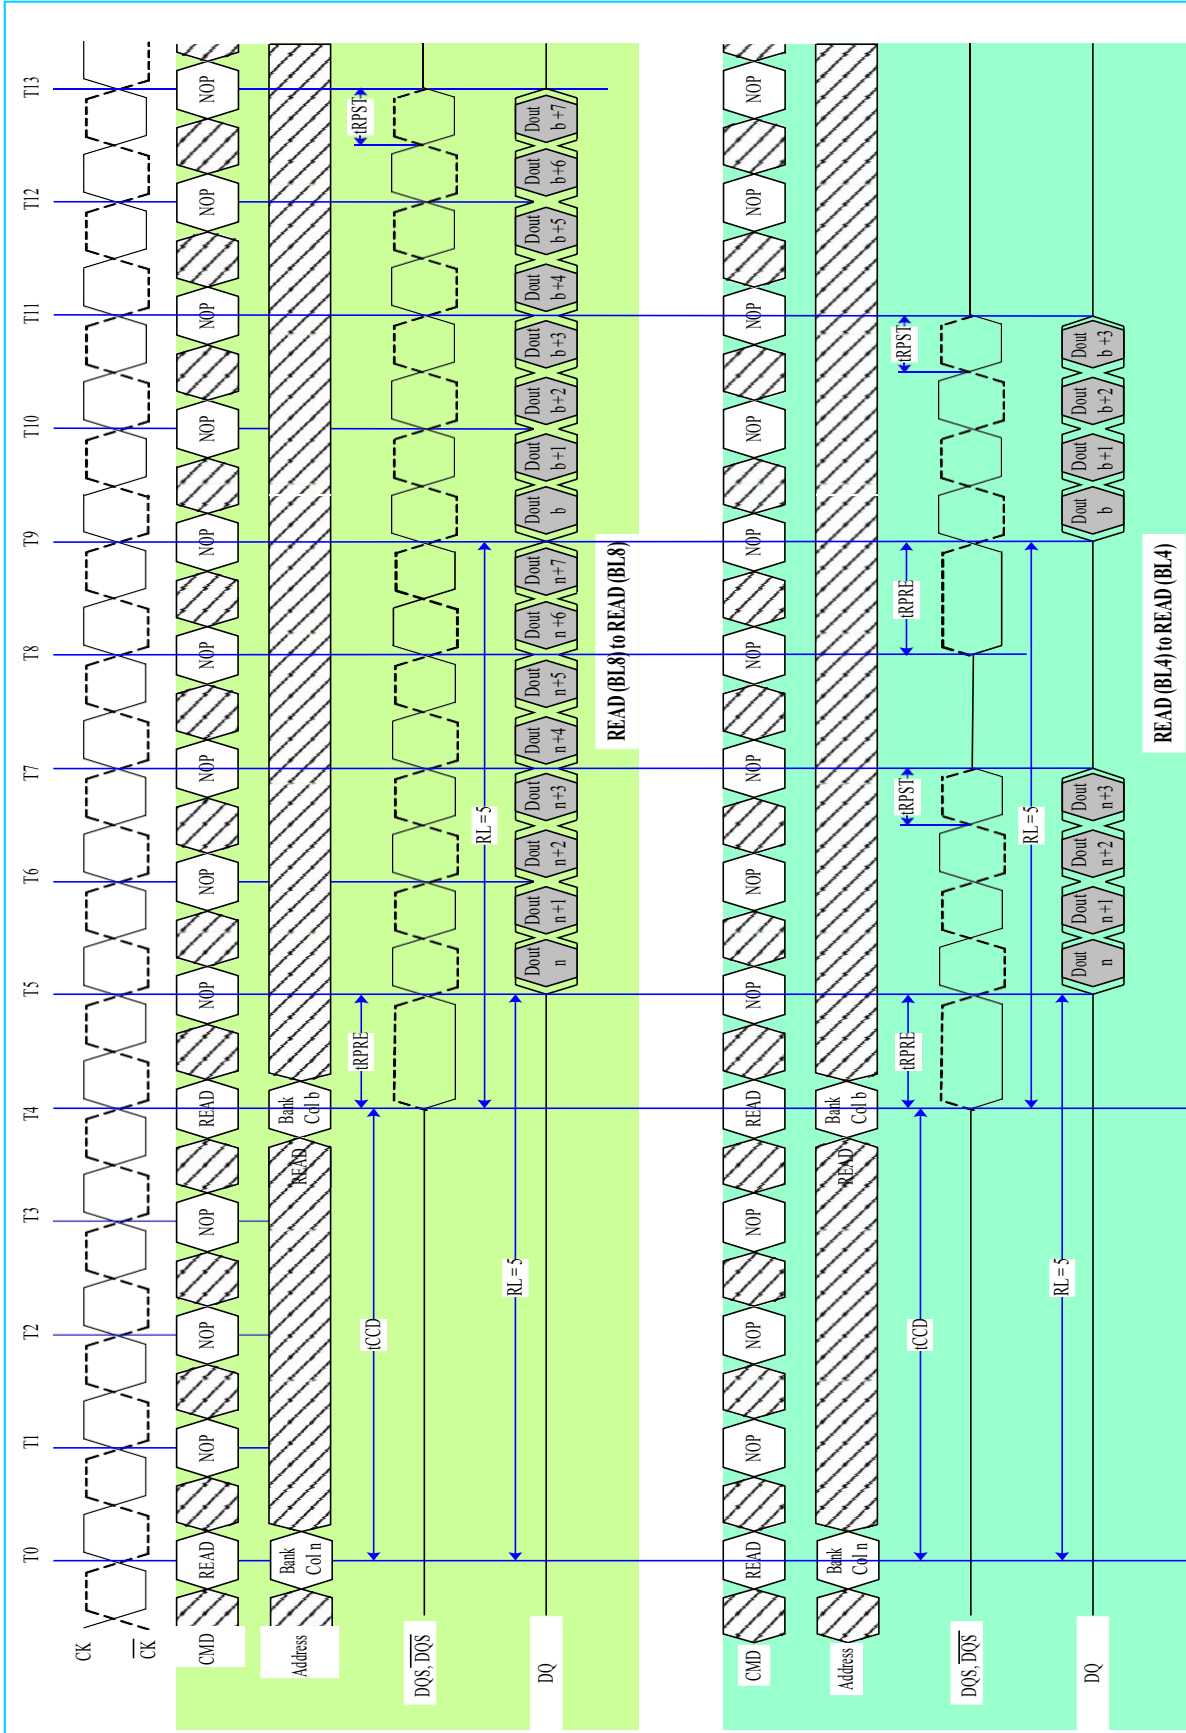 T0 T1 T2 T3 T4 T5 T6 T7 T8 T9 T10 T11 T12 T13
CK
CK
CMD READ NOP NOP NOP READ NOP NOP NOP NOP NOP NOP NOP NOP NOP
Address
Bank
Col n
READ
Bank
Col b
tRPRE
tRPST
tCCD
DQS, DQS
RL = 5
RL = 5
DQ
Dout
n
Dout
n+1
Dout
n+2
Dout
n+3
Dout
n+4
Dout
n+5
Dout
n+6
Dout
n+7
Dout
b
Dout
b+1
Dout
b+2
Dout
b+3
Dout
b+4
Dout
b+5
Dout
b+6
Dout
b+7
READ (BL8) to READ (BL8)
CMD READ NOP NOP NOP READ NOP NOP NOP NOP NOP NOP NOP NOP NOP
Address
Bank
Col n
READ
Bank
Col b
tRPRE
tRPST
tRPRE
tRPST
tCCD
DQS, DQS
RL = 5
RL = 5
DQ
Dout
n
Dout
n+1
Dout
n+2
Dout
n+3
Dout
b
Dout
b+1
Dout
b+2
Dout
b+3
READ (BL4) to READ (BL4)